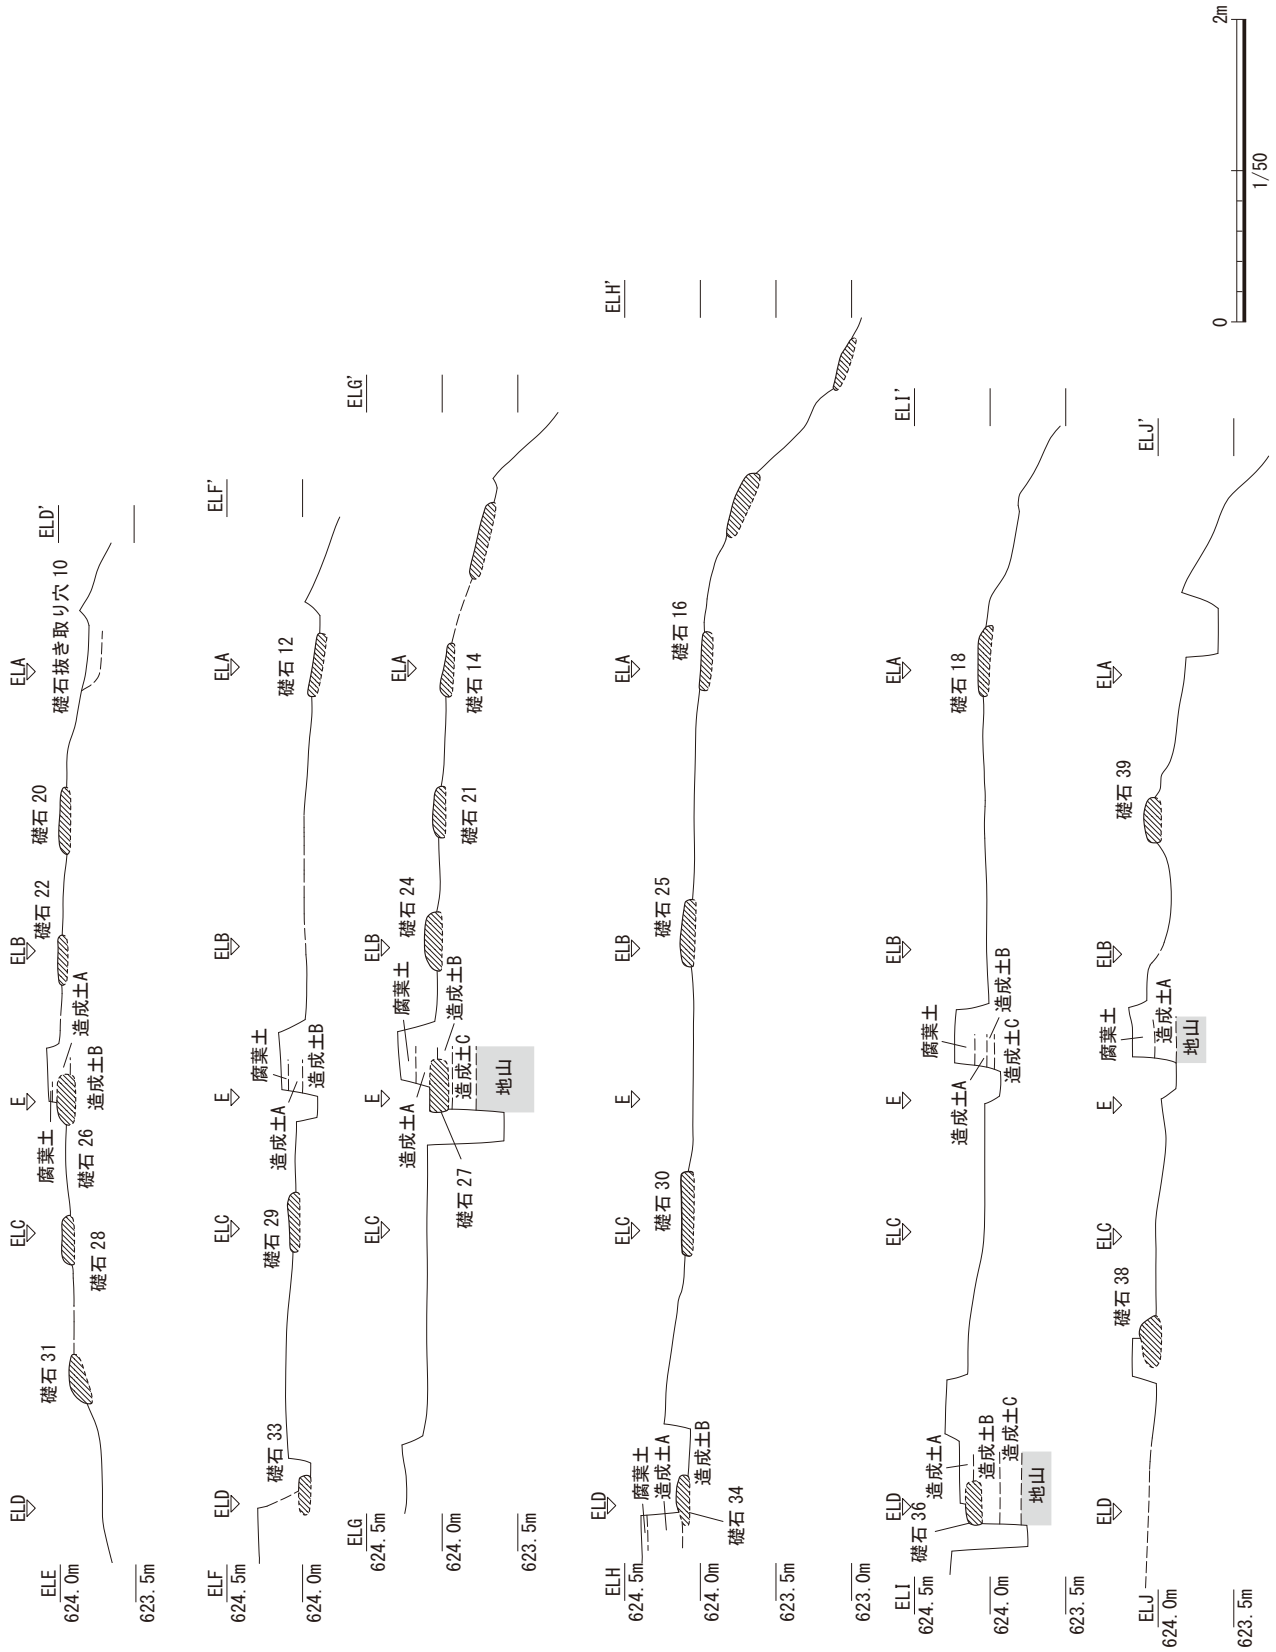 ELE
624.0m
623.5m
ELD
ELC
E
ELB
ELA
ELD'
礎石 31
礎石 28
礎石 26
腐葉土
造成土B
造成土A
礎石 22
礎石 20
礎石抜き取り穴 10
ELF
624.5m
624.0m
ELD
ELC
E
ELB
ELA
ELF'
礎石 33
礎石 29
造成土A
腐葉土
造成土B
礎石 12
ELG
624.5m
624.0m
623.5m
ELC
E
ELB
ELA
ELG'
礎石 27
造成土A
腐葉土
造成土B
造成土C
地山
礎石 24
礎石 21
礎石 14
ELH
624.5m
624.0m
623.5m
623.0m
ELD
ELC
E
ELB
ELA
ELH'
腐葉土
造成土A
造成土B
礎石 34
礎石 30
礎石 25
礎石 16
ELI
624.5m
624.0m
623.5m
ELD
ELC
E
ELB
ELA
ELI'
礎石 36
造成土A
造成土B
造成土C
地山
造成土A
腐葉土
造成土B
造成土C
礎石 18
ELJ
624.0m
623.5m
ELD
ELC
E
ELB
ELA
ELJ'
礎石 38
腐葉土
造成土A
地山
礎石 39
0
2m
1/50